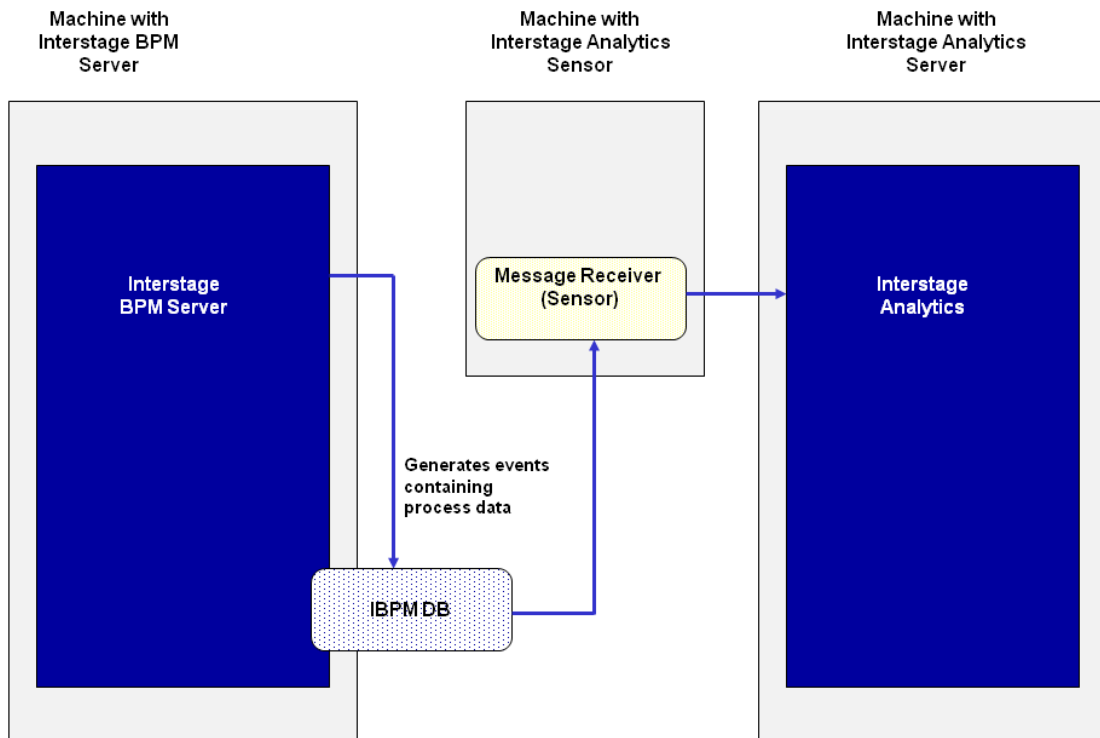 Machine with
Interstage BPM
Server
Machine with
Interstage Analytics
Sensor
Machine with
Interstage Analytics
Server
Interstage
BPM Server
Message Receiver
(Sensor)
Interstage
Analytics
Generates events
containing
process data
IBPM DB